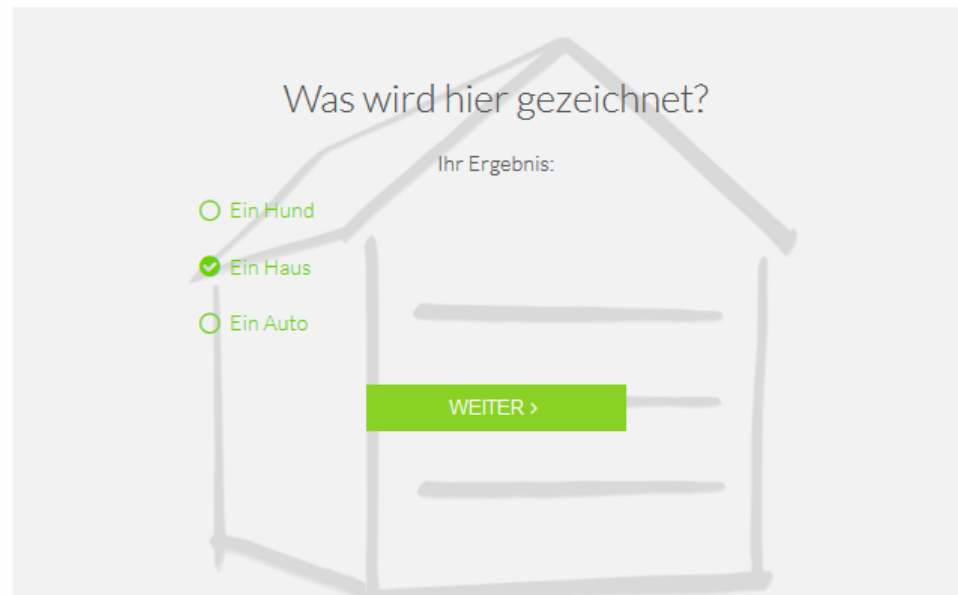 Was wird hier gezeichnet?
Ihr Ergebnis:
Ein Hund
Ein Haus
Ein Auto
WEITER >